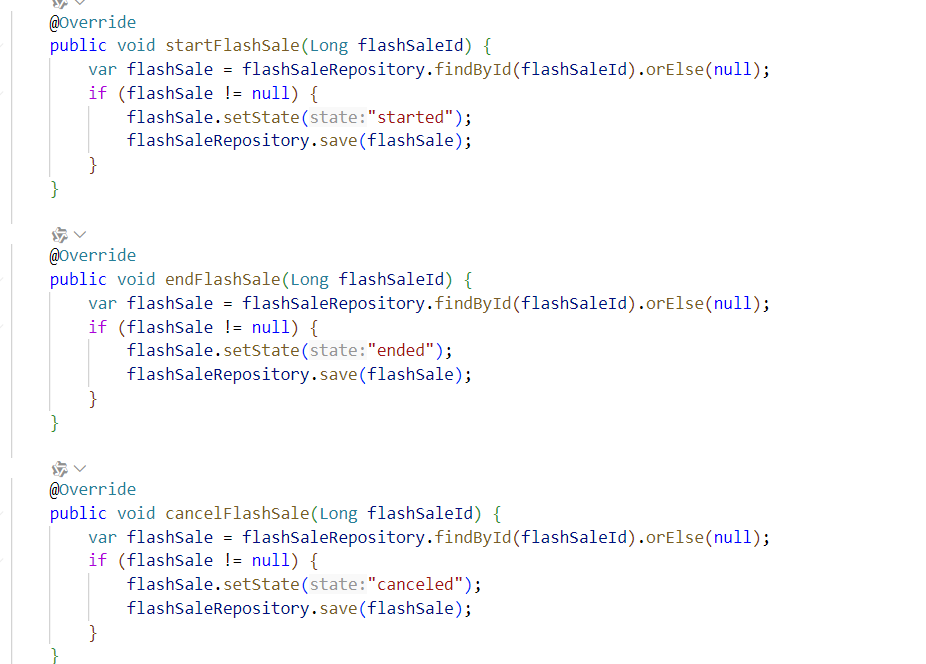 @Override
public void startFlashSale(Long flashSaleId) {
    var flashSale = flashSaleRepository.findById(flashSaleId).orElse(null);
    if (flashSale != null) {
        flashSale.setState(state:"started");
        flashSaleRepository.save(flashSale);
    }
}
@Override
public void endFlashSale(Long flashSaleId) {
    var flashSale = flashSaleRepository.findById(flashSaleId).orElse(null);
    if (flashSale != null) {
        flashSale.setState(state:"ended");
        flashSaleRepository.save(flashSale);
    }
}
@Override
public void cancelFlashSale(Long flashSaleId) {
    var flashSale = flashSaleRepository.findById(flashSaleId).orElse(null);
    if (flashSale != null) {
        flashSale.setState(state:"canceled");
        flashSaleRepository.save(flashSale);
    }
}